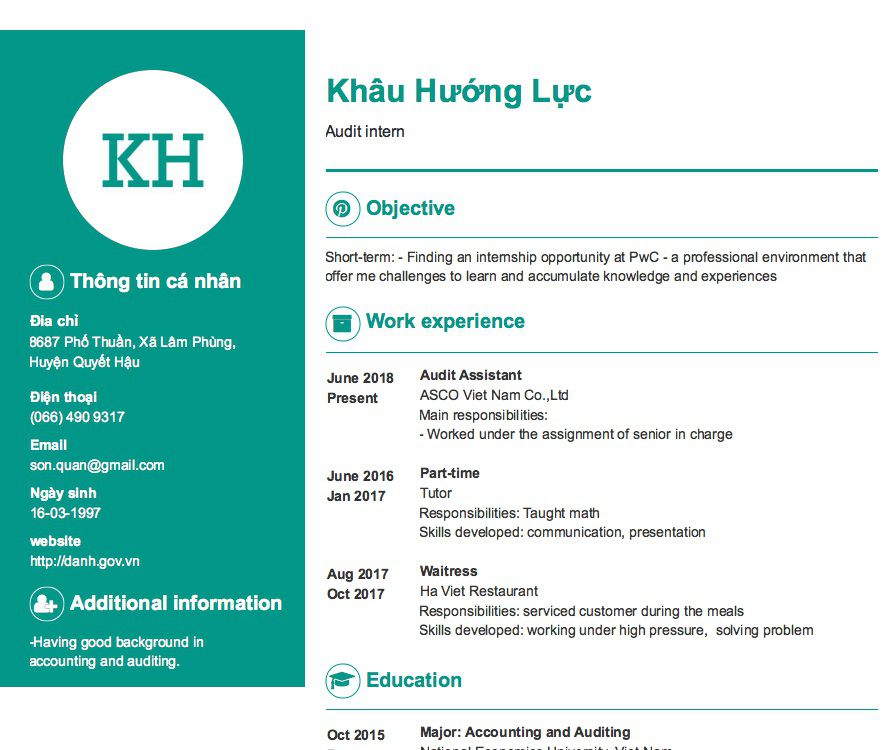 KH
Thông tin cá nhân
Địa chỉ
8687 Phố Thuần, Xã Lâm Phùng,
Huyện Quyết Hậu
Điện thoại
(066) 490 9317
Email
son.quan@gmail.com
Ngày sinh
16-03-1997
website
http://danh.gov.vn
Additional information
-Having good background in
accounting and auditing.
Khâu Hướng Lực
Audit intern
Objective
Short-term: - Finding an internship opportunity at PwC - a professional environment that
offer me challenges to learn and accumulate knowledge and experiences
Work experience
June 2018
Present
Audit Assistant
ASCO Viet Nam Co.,Ltd
Main responsibilities:
- Worked under the assignment of senior in charge
June 2016
Jan 2017
Part-time
Tutor
Responsibilities: Taught math
Skills developed: communication, presentation
Aug 2017
Oct 2017
Waitress
Ha Viet Restaurant
Responsibilities: serviced customer during the meals
Skills developed: working under high pressure, solving problem
Education
Oct 2015
Major: Accounting and Auditing
National Economics University, Viet Nam